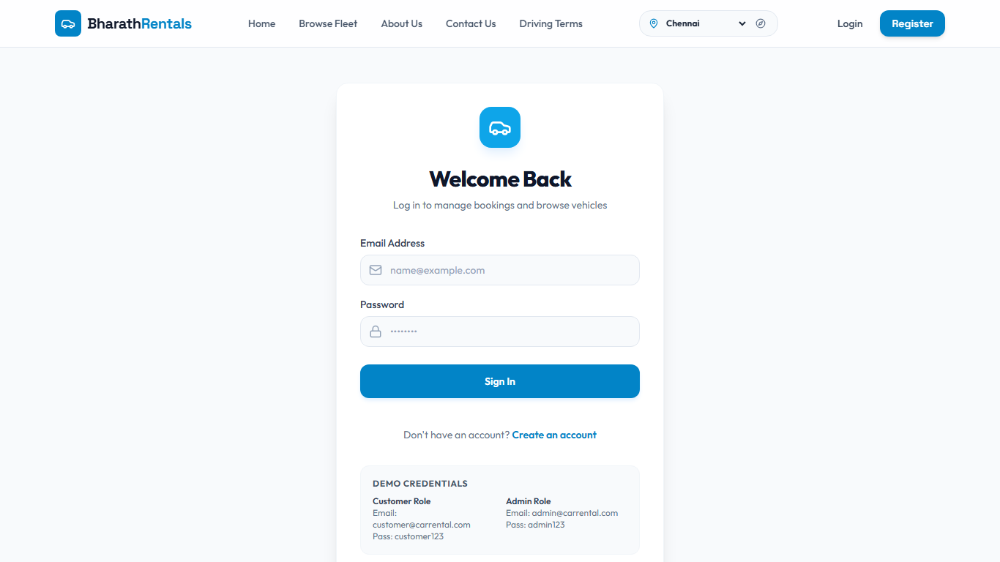 BharathRentals
Home
Browse Fleet
About Us
Contact Us
Driving Terms
Chennai
Login
Register
Welcome Back
Log in to manage bookings and browse vehicles
Email Address
name@example.com
Password
••••••••
Sign In
Don't have an account? Create an account
DEMO CREDENTIALS
Customer Role
Email:
customer@carrental.com
Pass: customer123
Admin Role
Email: admin@carrental.com
Pass: admin123